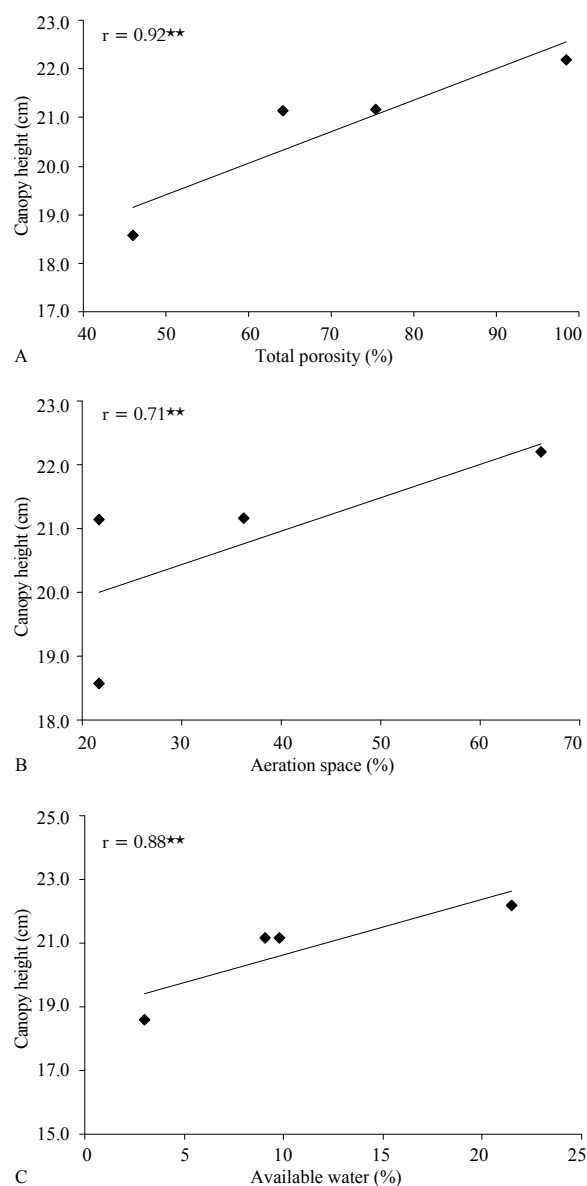 23.0
r = 0.92★★
22.0
21.0
20.0
19.0
18.0
17.0
40 50 60 70 80 90 100
Canopy height (cm)
A Total porosity (%)
23.0
r = 0.71★★
22.0
21.0
20.0
19.0
18.0
20 30 40 50 60 70
Canopy height (cm)
B Aeration space (%)
25.0
r = 0.88★★
23.0
21.0
19.0
17.0
15.0
0 5 10 15 20 25
Canopy height (cm)
C Available water (%)